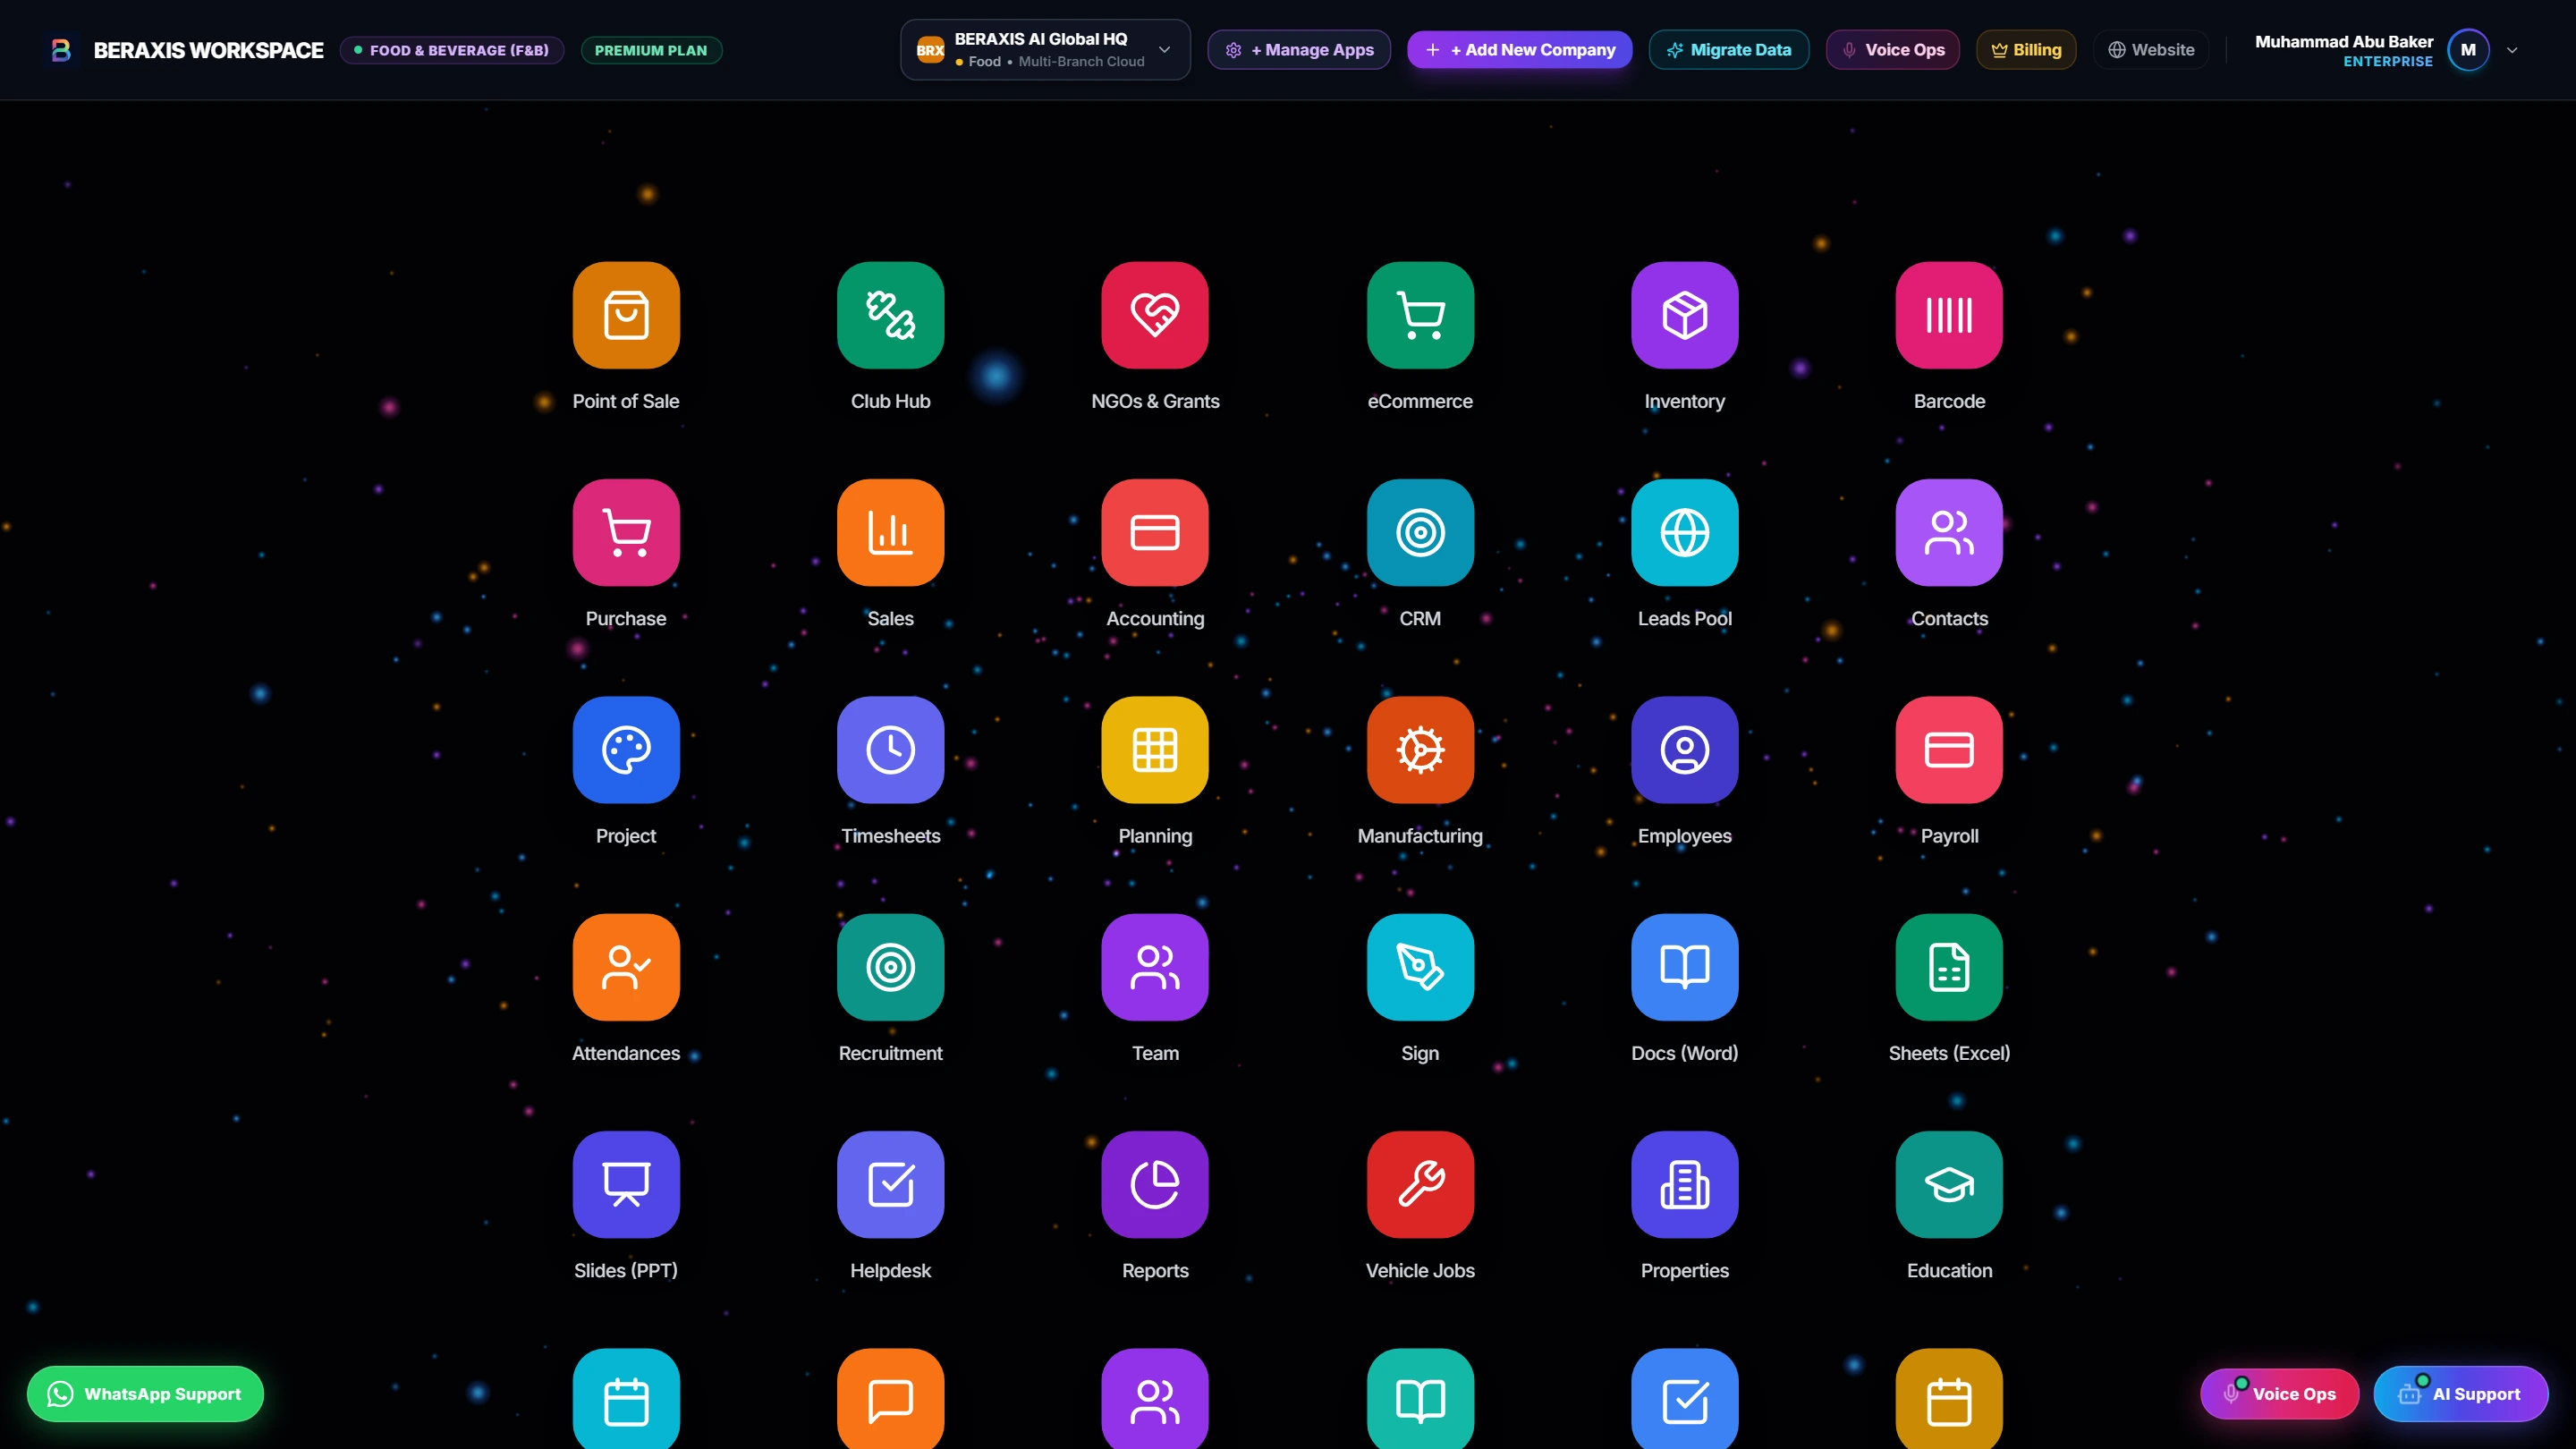 BERAXIS WORKSPACE
FOOD & BEVERAGE (F&B)
PREMIUM PLAN
BRX
BERAXIS AI Global HQ
Food • Multi-Branch Cloud
+ Manage Apps
+ Add New Company
Migrate Data
Voice Ops
Billing
Website
Muhammad Abu Baker
ENTERPRISE
M
Point of Sale
Club Hub
NGOs & Grants
eCommerce
Inventory
Barcode
Purchase
Sales
Accounting
CRM
Leads Pool
Contacts
Project
Timesheets
Planning
Manufacturing
Employees
Payroll
Attendances
Recruitment
Team
Sign
Docs (Word)
Sheets (Excel)
Slides (PPT)
Helpdesk
Reports
Vehicle Jobs
Properties
Education
WhatsApp Support
Voice Ops
AI Support